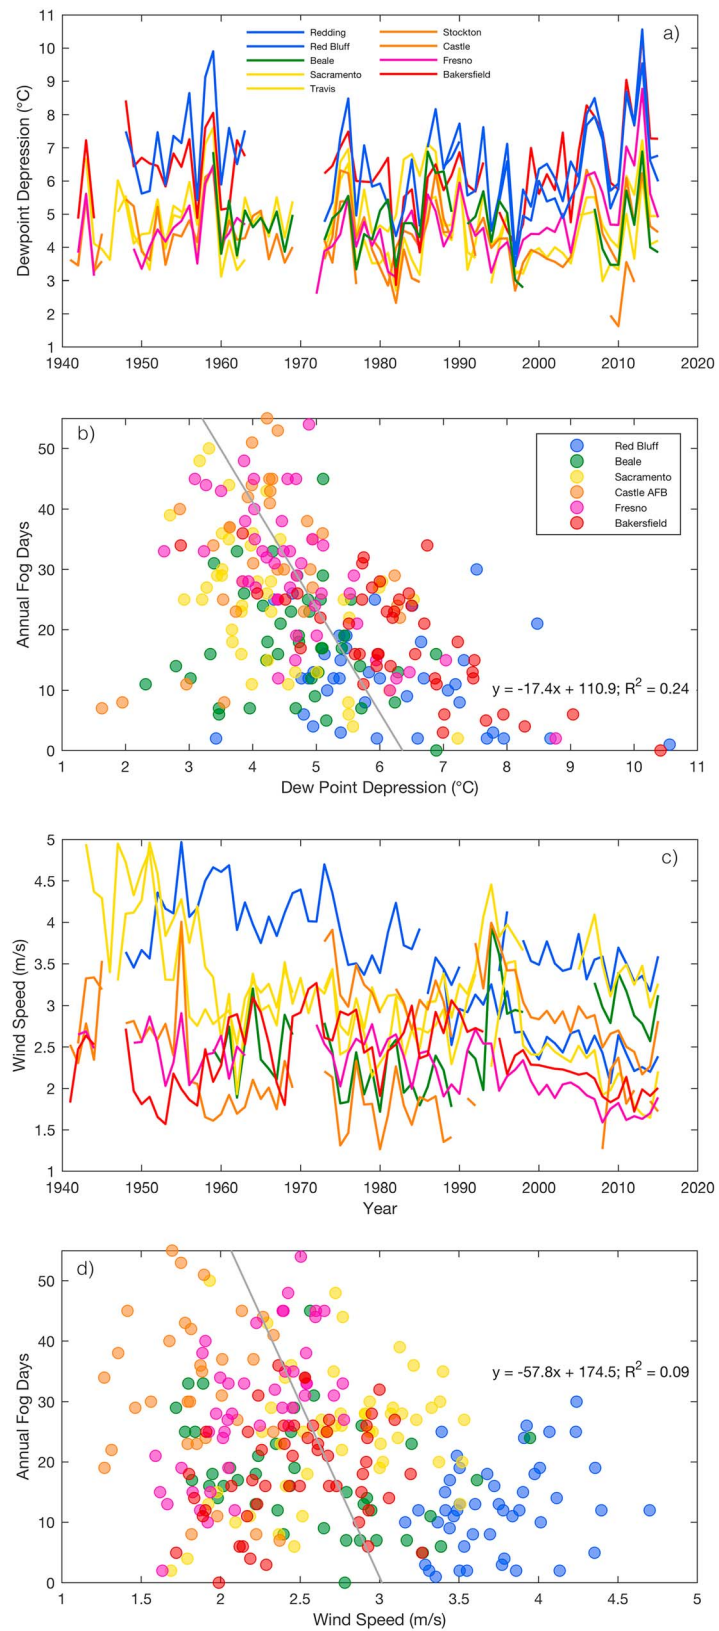 a)
Redding
Red Bluff
Beale
Sacramento
Travis
Stockton
Castle
Fresno
Bakersfield
Dewpoint Depression (°C)
11
10
9
8
7
6
5
4
3
2
1
1940 1950 1960 1970 1980 1990 2000 2010 2020
b)
Red Bluff
Beale
Sacramento
Castle AFB
Fresno
Bakersfield
Annual Fog Days
50
40
30
20
10
0
y = -17.4x + 110.9; R² = 0.24
1 2 3 4 5 6 7 8 9 10 11
Dew Point Depression (°C)
c)
Wind Speed (m/s)
5
4.5
4
3.5
3
2.5
2
1.5
1
1940 1950 1960 1970 1980 1990 2000 2010 2020
Year
d)
Annual Fog Days
50
40
30
20
10
0
y = -57.8x + 174.5; R² = 0.09
1 1.5 2 2.5 3 3.5 4 4.5 5
Wind Speed (m/s)